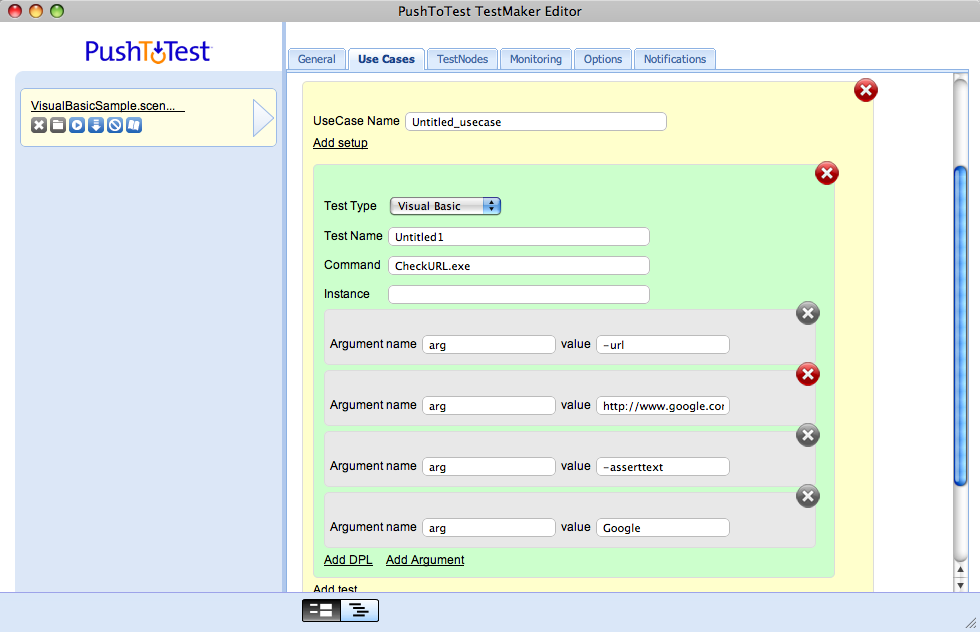 PushToTest TestMaker Editor
PushToTest
VisualBasicSample.scen...
General Use Cases TestNodes Monitoring Options Notifications
UseCase Name Untitled_usecase
Add setup
Test Type Visual Basic
Test Name Untitled1
Command CheckURL.exe
Instance
Argument name arg value -url
Argument name arg value http://www.google.cor
Argument name arg value -asserttext
Argument name arg value Google
Add DPL Add Argument
Add test